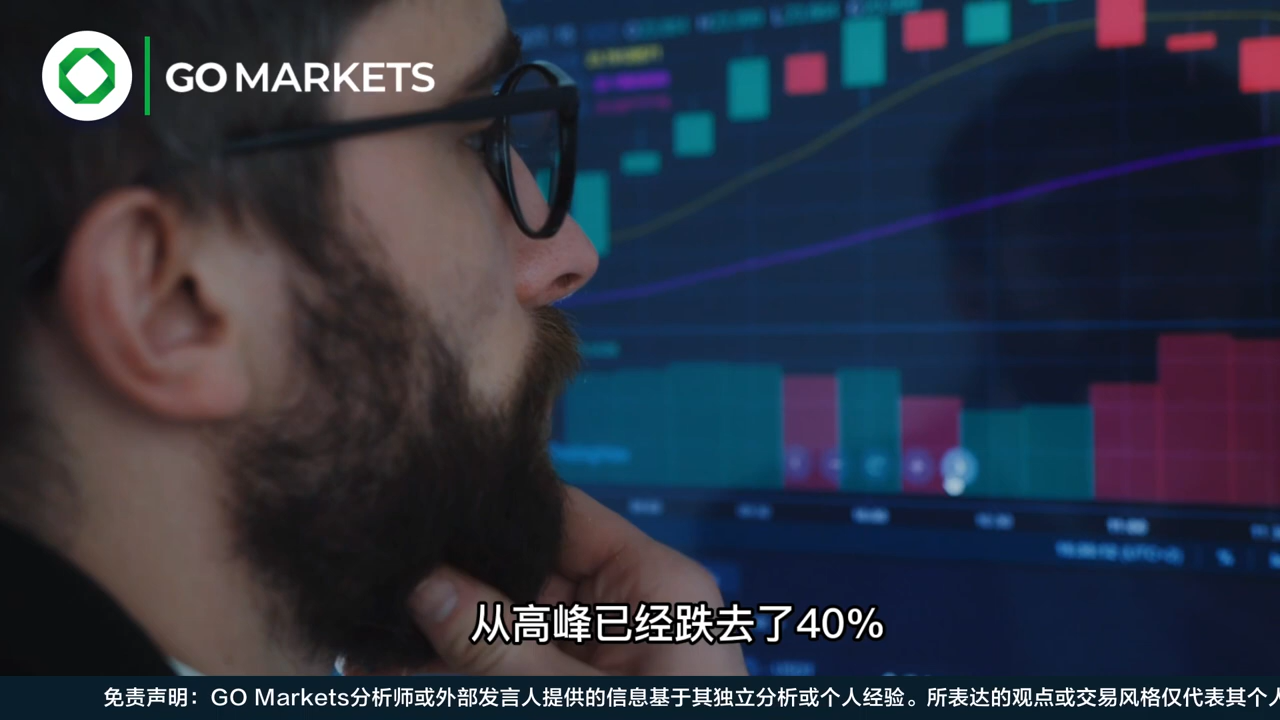 GO MARKETS
从高峰已经跌去了40%
免责声明：GO Markets分析师或外部发言人提供的信息基于其独立分析或个人经验。所表达的观点或交易风格仅代表其个人